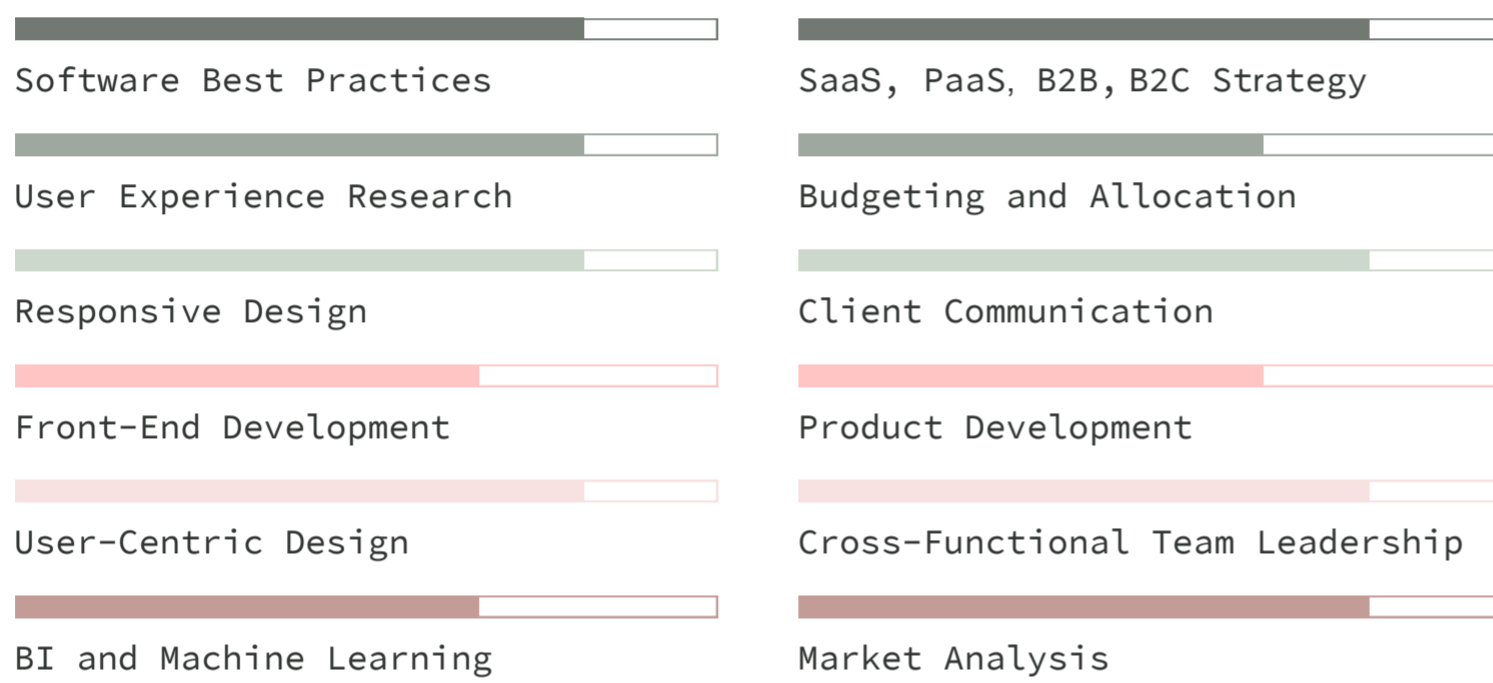 Software Best Practices
SaaS, PaaS, B2B, B2C Strategy
User Experience Research
Budgeting and Allocation
Responsive Design
Client Communication
Front-End Development
Product Development
User-Centric Design
Cross-Functional Team Leadership
BI and Machine Learning
Market Analysis